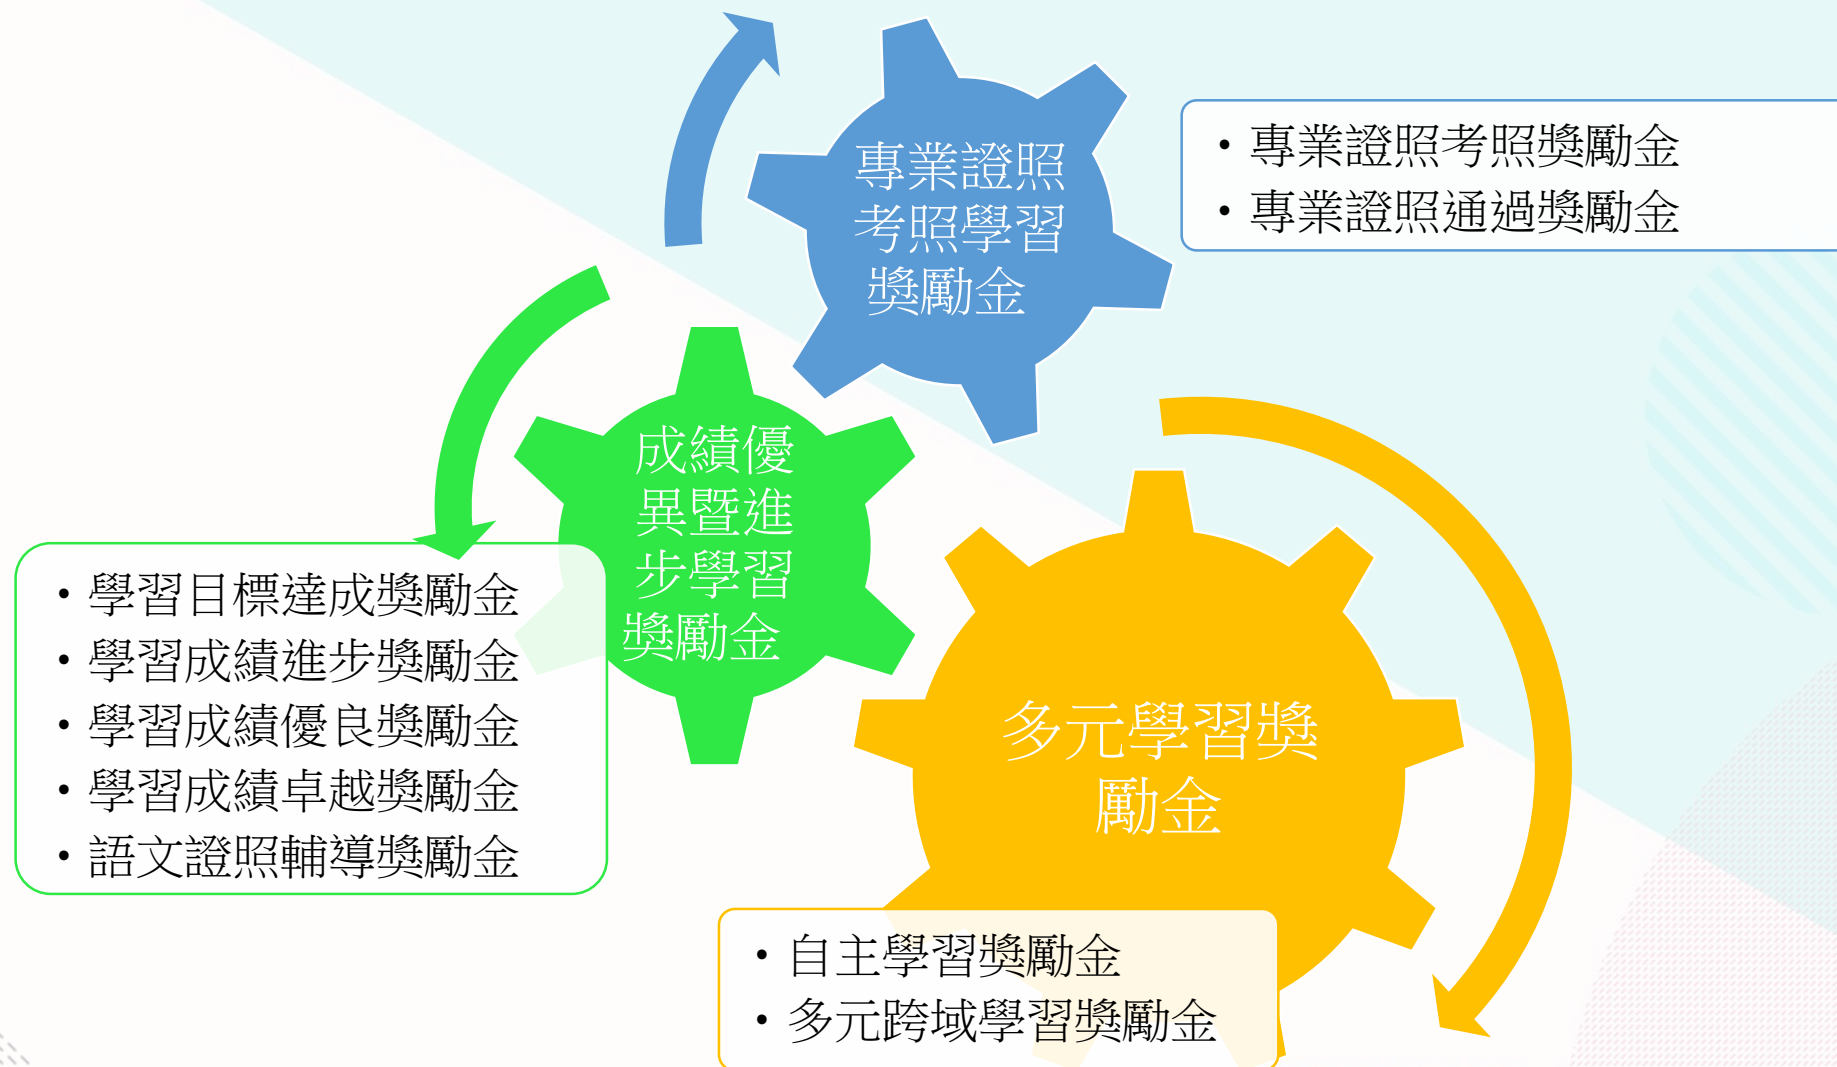 專業證照
考照學習
獎勵金
・專業證照考照獎勵金
・專業證照通過獎勵金
成績優
異暨進
步學習
獎勵金
・學習目標達成獎勵金
・學習成績進步獎勵金
・學習成績優良獎勵金
・學習成績卓越獎勵金
・語文證照輔導獎勵金
多元學習獎
勵金
・自主學習獎勵金
・多元跨域學習獎勵金